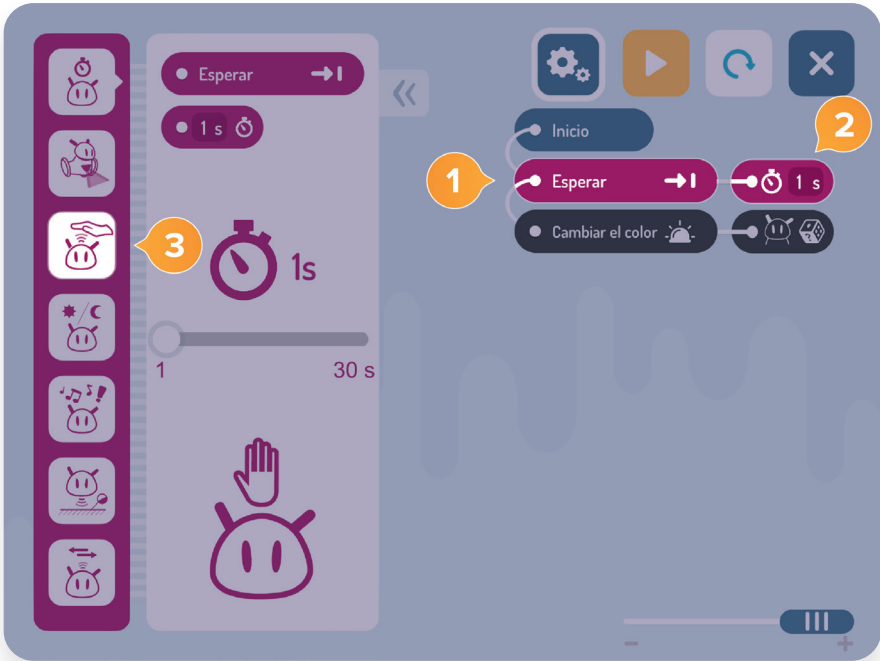 Esperar
1 s
1s
1
30 s
3
Inicio
1
Esperar
1 s
2
Cambiar el color
- +